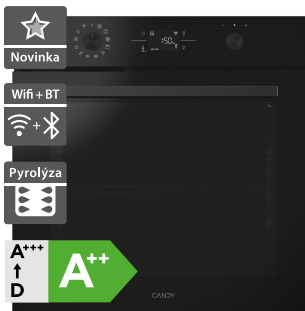 Novinka
150
Wifi + BT
+
Pyrolýza
A+++
D
A++
CANDY